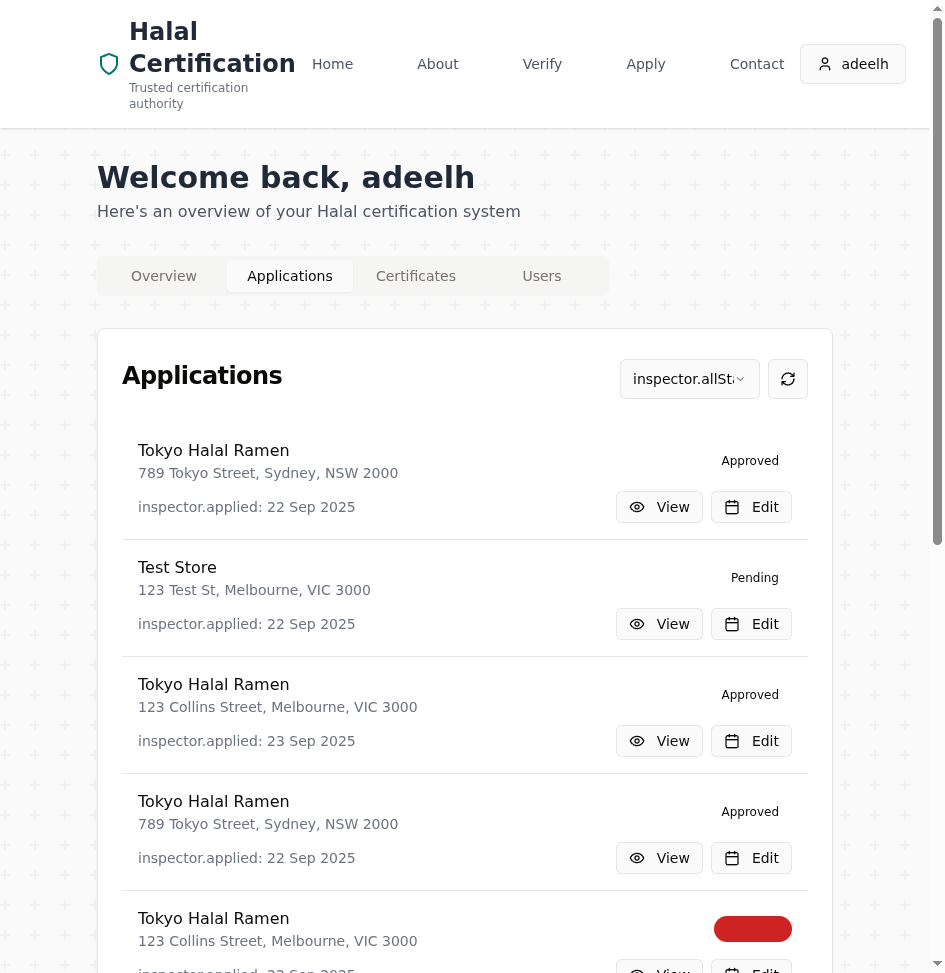 Halal
Certification
Trusted certification
authority
Home
About
Verify
Apply
Contact
adeelh
Welcome back, adeelh
Here's an overview of your Halal certification system
Overview
Applications
Certificates
Users
Applications
inspector.allSt
Tokyo Halal Ramen
789 Tokyo Street, Sydney, NSW 2000
Approved
inspector.applied: 22 Sep 2025
View
Edit
Test Store
123 Test St, Melbourne, VIC 3000
Pending
inspector.applied: 22 Sep 2025
View
Edit
Tokyo Halal Ramen
123 Collins Street, Melbourne, VIC 3000
Approved
inspector.applied: 23 Sep 2025
View
Edit
Tokyo Halal Ramen
789 Tokyo Street, Sydney, NSW 2000
Approved
inspector.applied: 22 Sep 2025
View
Edit
Tokyo Halal Ramen
123 Collins Street, Melbourne, VIC 3000